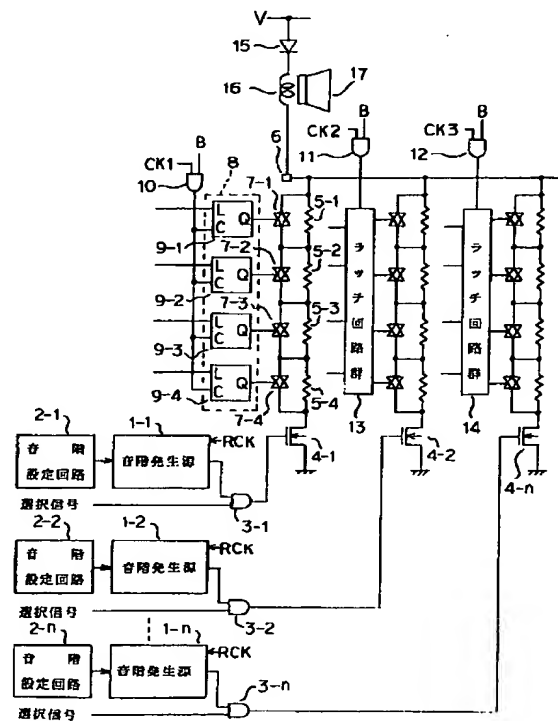 V
15
16
17
6
CK2 B
11
CK3 B
12
B
CK1
10
8
7-1
5-1
L
C Q
9-1
7-2
5-2
L
C Q
9-2
7-3
5-3
L
C Q
9-3
5-4
L
C Q
9-4
7-4
ラッチ回路群
13
ラッチ回路群
14
4-1
4-2
4-n
2-1
音階
設定回路
1-1
音階発生源
RCK
選択信号
3-1
2-2
音階
設定回路
1-2
音階発生源
RCK
選択信号
3-2
2-n
音階
設定回路
1-n
音階発生源
RCK
選択信号
3-n